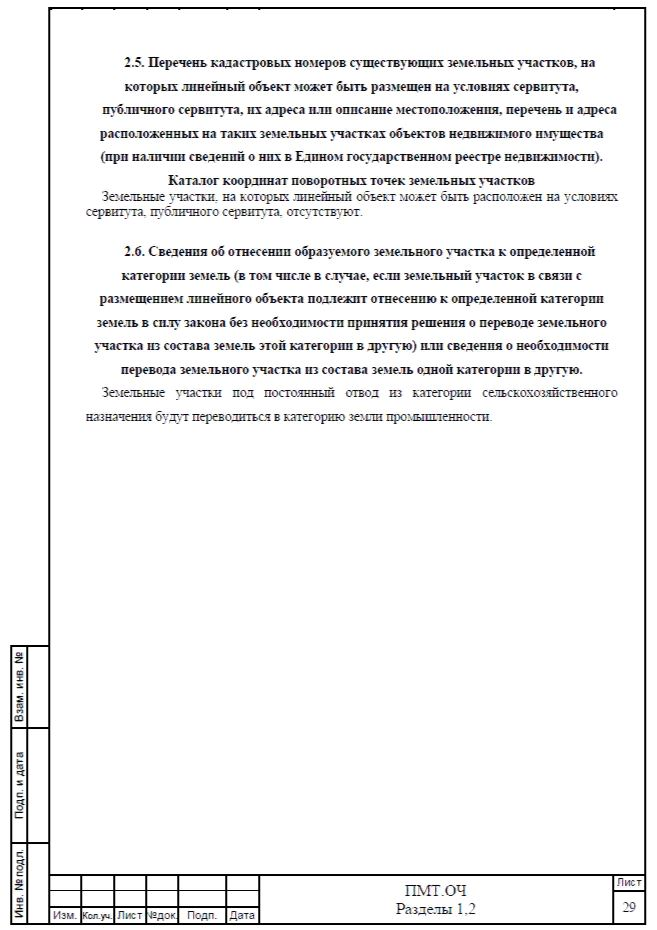 2.5. Перечень кадастровых номеров существующих земельных участков, на
которых линейный объект может быть размещен на условиях сервитута,
публичного сервитута, их адреса или описание местоположения, перечень и адреса
расположенных на таких земельных участках объектов недвижимого имущества
(при наличии сведений о них в Едином государственном реестре недвижимости).
Каталог координат поворотных точек земельных участков
Земельные участки, на которых линейный объект может быть расположен на условиях
сервитута, публичного сервитута, отсутствуют.
2.6. Сведения об отнесении образуемого земельного участка к определенной
категории земель (в том числе в случае, если земельный участок в связи с
размещением линейного объекта подлежит отнесению к определенной категории
земель в силу закона без необходимости принятия решения о переводе земельного
участка из состава земель этой категории в другую) или сведения о необходимости
перевода земельного участка из состава земель одной категории в другую.
Земельные участки под постоянный отвод из категории сельскохозяйственного
назначения будут переводиться в категорию земли промышленности.
Взам. инв. №
Подп. и дата
Инв. № подл.
Изм. Кол.уч. Лист №док. Подп. Дата
ПМТ.ОЧ
Разделы 1,2
Лист
29